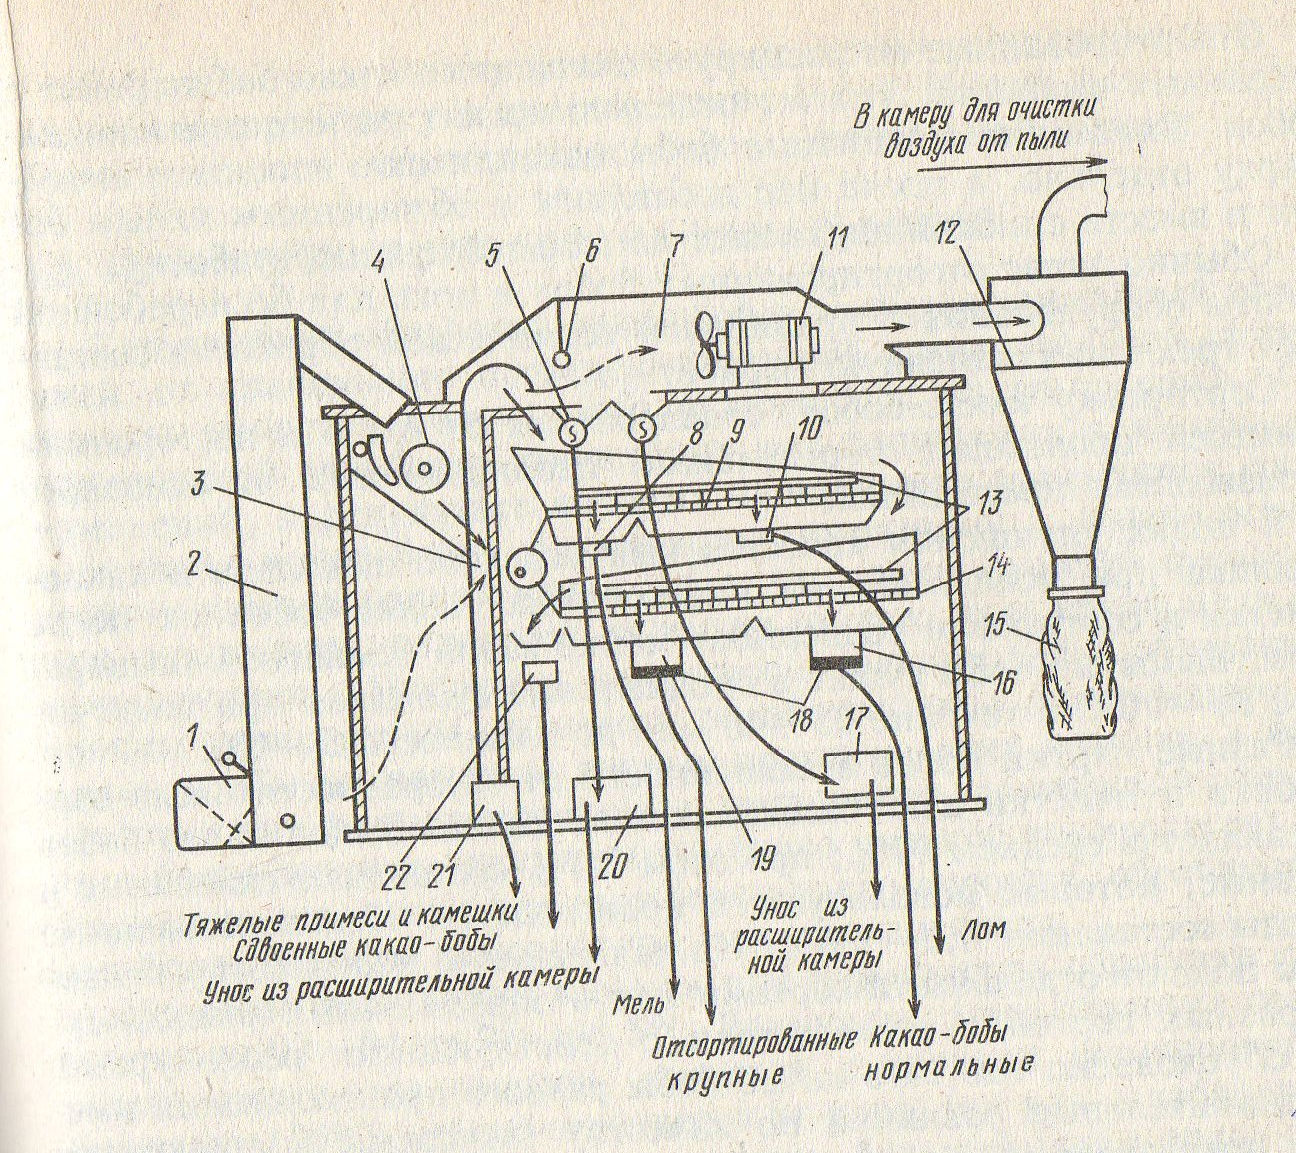 В камеру для очистки
воздуха от пыли
4
5
6
7
11
12
8
9
10
3
13
2
14
15
16
1
18
17
22
21
20
19
Тяжелые примеси и камешки
Сдвоенные какао-бобы
Унос из расширительной камеры
Унос из
расширитель-
ной камеры
Лом
Мель
Отсортированные Какао-бобы
крупные нормальные
S
S